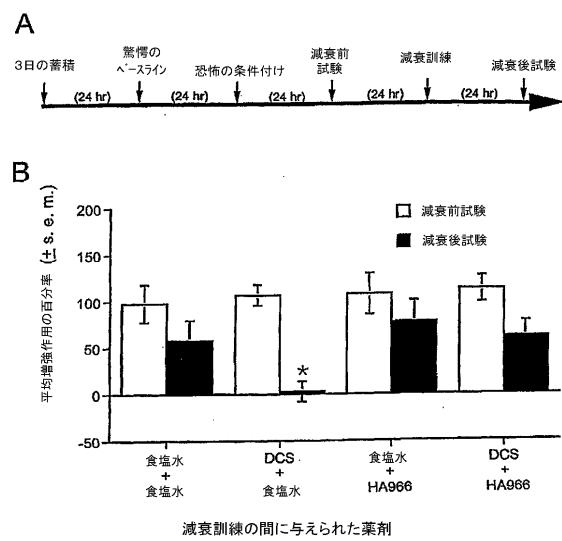 A
3日の蓄積
驚愕の
ベースライン
恐怖の条件付け
減衰前
試験
減衰訓練
減衰後試験
(24 hr) (24 hr) (24 hr) (24 hr) (24 hr)
B
平均増強作用の百分率 (± s. e. m.)
200
150
100
50
0
-50
減衰前試験
減衰後試験
*
食塩水
+
食塩水
DCS
+
食塩水
食塩水
+
HA966
DCS
+
HA966
減衰訓練の間に与えられた薬剤